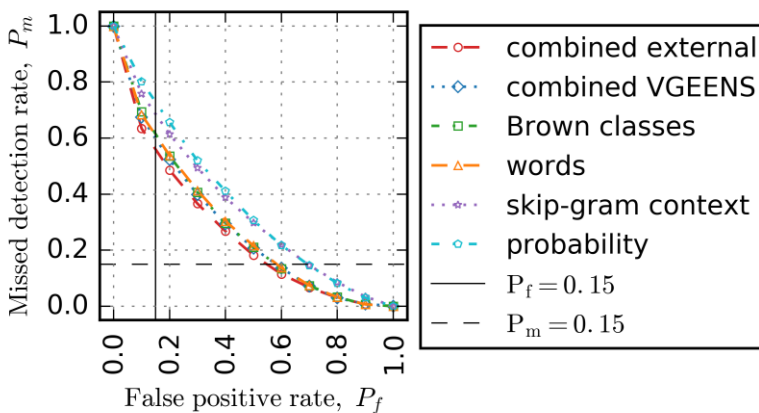 Missed detection rate, P_m
1.0
0.8
0.6
0.4
0.2
0.0
0.0 0.2 0.4 0.6 0.8 1.0
False positive rate, P_f
combined external
combined VGEENS
Brown classes
words
skip-gram context
probability
P_f = 0.15
P_m = 0.15